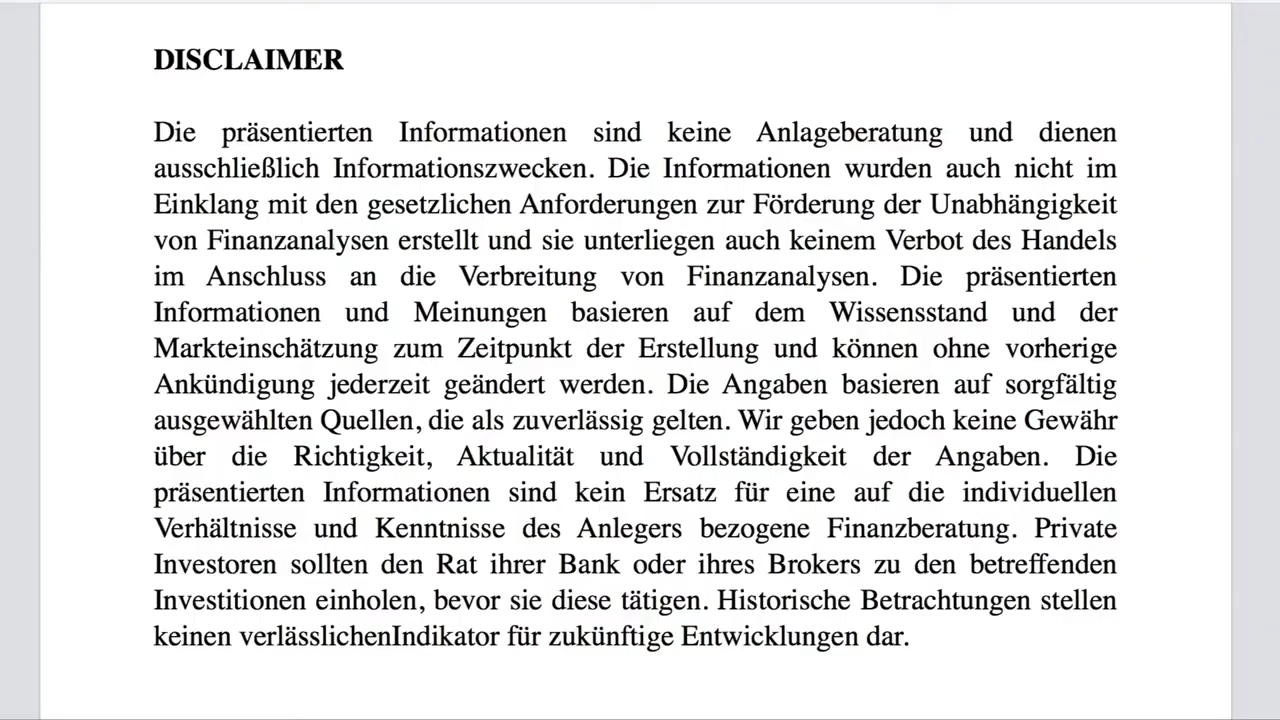 DISCLAIMER
Die präsentierten Informationen sind keine Anlageberatung und dienen
ausschließlich Informationszwecken. Die Informationen wurden auch nicht im
Einklang mit den gesetzlichen Anforderungen zur Förderung der Unabhängigkeit
von Finanzanalysen erstellt und sie unterliegen auch keinem Verbot des Handels
im Anschluss an die Verbreitung von Finanzanalysen. Die präsentierten
Informationen und Meinungen basieren auf dem Wissensstand und der
Markteinschätzung zum Zeitpunkt der Erstellung und können ohne vorherige
Ankündigung jederzeit geändert werden. Die Angaben basieren auf sorgfältig
ausgewählten Quellen, die als zuverlässig gelten. Wir geben jedoch keine Gewähr
über die Richtigkeit, Aktualität und Vollständigkeit der Angaben. Die
präsentierten Informationen sind kein Ersatz für eine auf die individuellen
Verhältnisse und Kenntnisse des Anlegers bezogene Finanzberatung. Private
Investoren sollten den Rat ihrer Bank oder ihres Brokers zu den betreffenden
Investitionen einholen, bevor sie diese tätigen. Historische Betrachtungen stellen
keinen verlässlichenIndikator für zukünftige Entwicklungen dar.